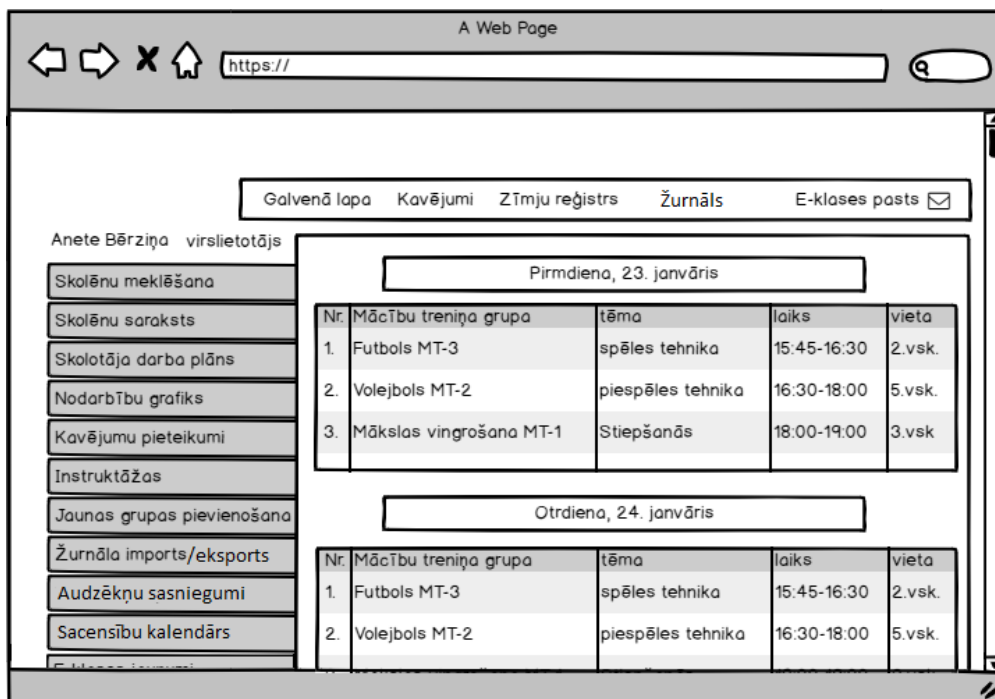 A Web Page
https://
Galvenā lapa Kavējumi Zīmju reģistrs Žurnāls E-klases pasts
Anete Bērziņa virslietotājs
Skolēnu meklēšana
Skolēnu saraksts
Skolotāja darba plāns
Nodarbību grafiks
Kavējumu pieteikumi
Instruktāžas
Jaunas grupas pievienošana
Žurnāla imports/eksports
Audzēkņu sasniegumi
Sacensību kalendārs
Pirmdiena, 23. janvāris
Nr. Mācību treniņa grupa tēma laiks vieta
1. Futbols MT-3 spēles tehnika 15:45-16:30 2.vsk.
2. Volejbols MT-2 piespēles tehnika 16:30-18:00 5.vsk.
3. Mākslas vingrošana MT-1 Stiepšanās 18:00-19:00 3.vsk
Otrdiena, 24. janvāris
Nr. Mācību treniņa grupa tēma laiks vieta
1. Futbols MT-3 spēles tehnika 15:45-16:30 2.vsk.
2. Volejbols MT-2 piespēles tehnika 16:30-18:00 5.vsk.